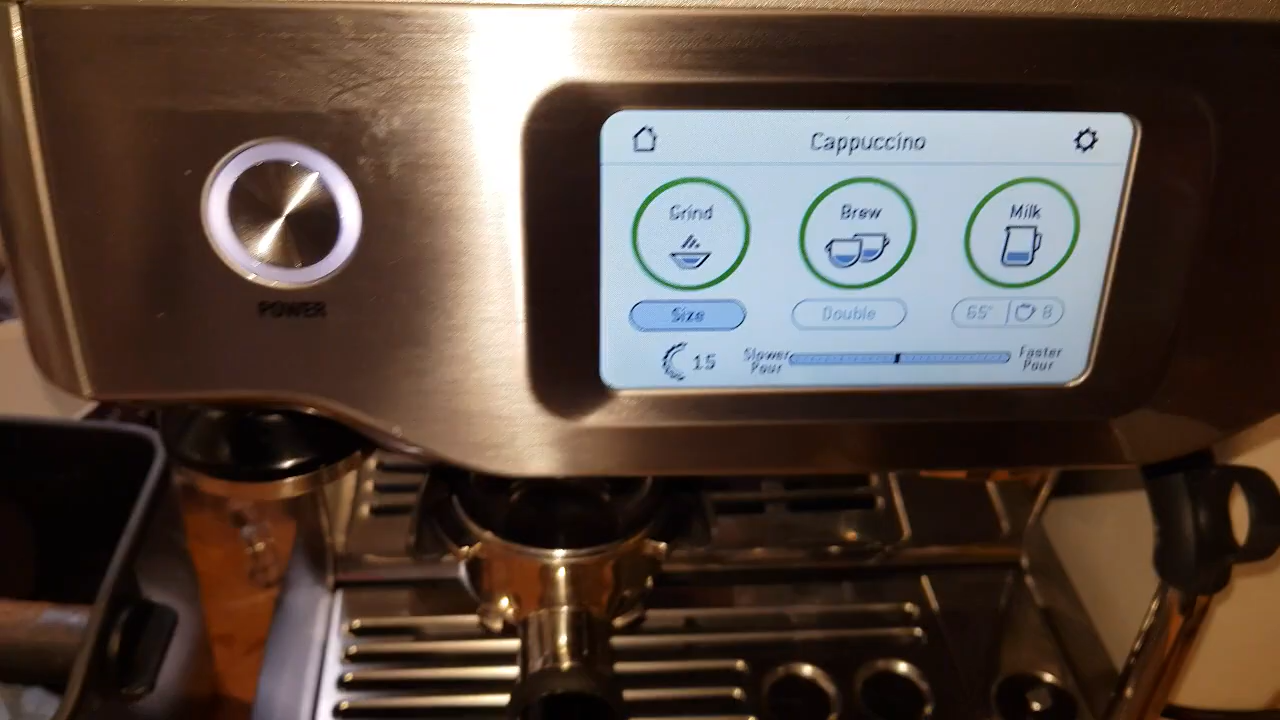 Cappuccino
Grind
Brew
Milk
Size
Double
65° 8
15
Slower
Pour
Faster
Pour
POWER